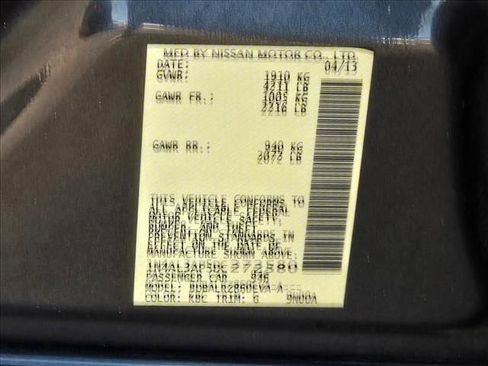 MFD BY NISSAN MOTOR CO., LTD.
DATE: 04/13
GVWR: 1910 KG
4211 LB
GAWR FR.: 1005 KG
2216 LB
GAWR RR.: 940 KG
2072 LB
THIS VEHICLE CONFORMS TO
ALL APPLICABLE FEDERAL
MOTOR VEHICLE SAFETY,
BUMPER AND THEFT
PREVENTION STANDARDS IN
EFFECT ON THE DATE OF
MANUFACTURE SHOWN ABOVE.
273580
PASSENGER CAR
MODEL:
COLOR: KBC TRIM: G